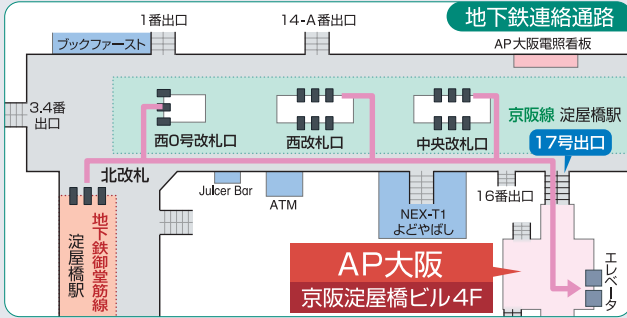 地下鉄連絡通路
1番出口
14-A番出口
ブックファースト
AP大阪電照看板
3.4番
出口
西0号改札口
西改札口
中央改札口
京阪線 淀屋橋駅
17号出口
北改札
Juicer Bar
ATM
NEX-T1
よどやばし
16番出口
地下鉄御堂筋線
淀屋橋駅
AP大阪
京阪淀屋橋ビル4F
エレベータ